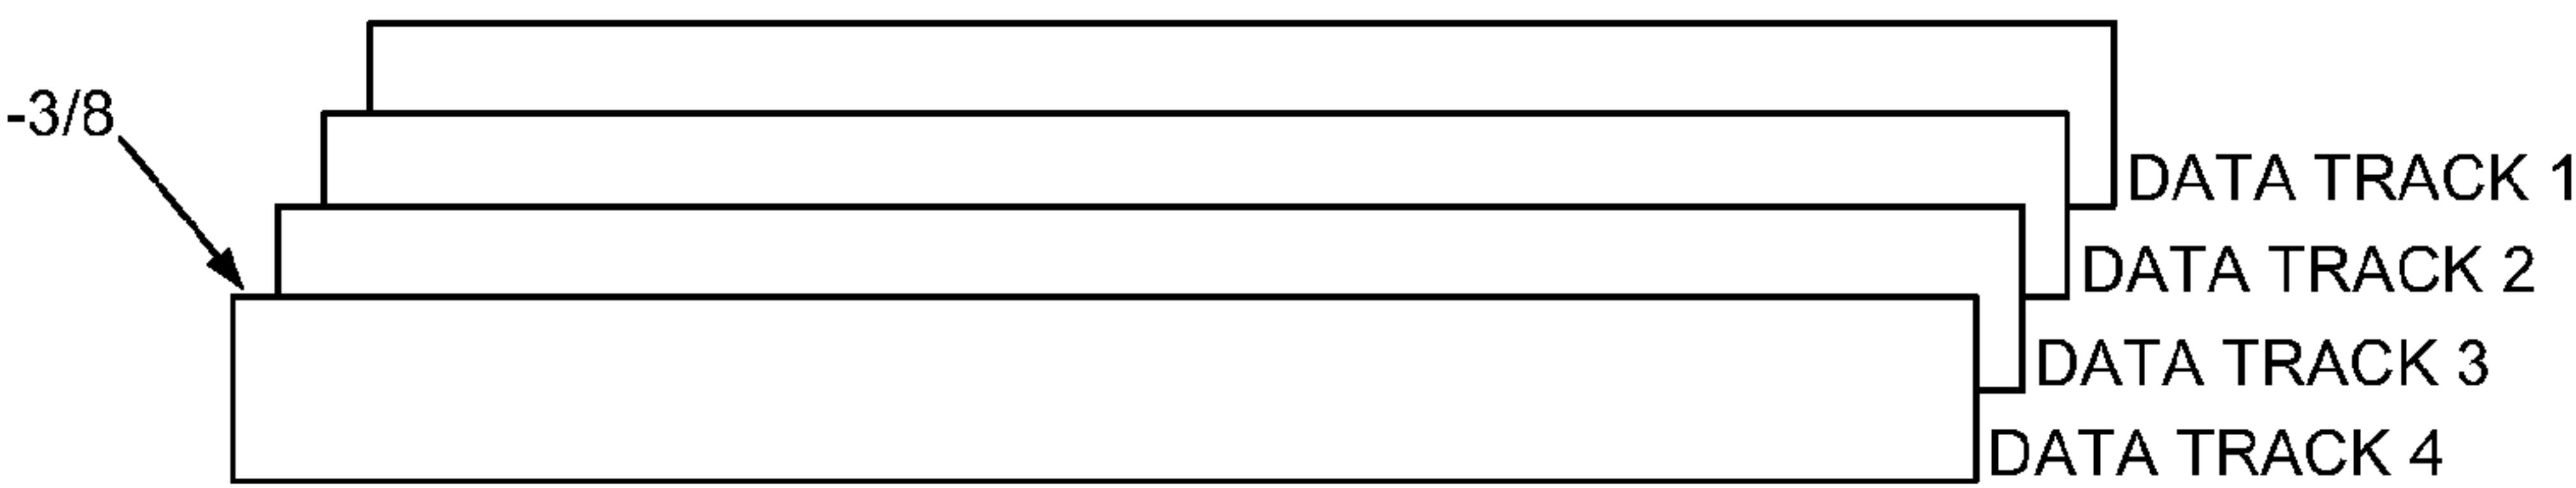 -3/8
DATA TRACK 1
DATA TRACK 2
DATA TRACK 3
DATA TRACK 4